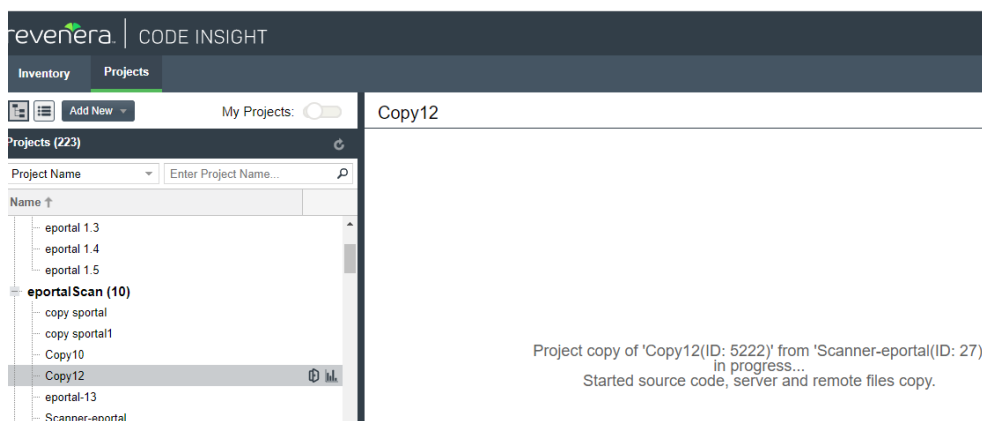 revenera. CODE INSIGHT
Inventory Projects
Add New My Projects: Copy12
Projects (223)
Project Name Enter Project Name...
Name
eportal 1.3
eportal 1.4
eportal 1.5
eportalScan (10)
copy sportal
copy sportal1
Copy10
Copy12
eportal-13
Scanner-eportal
Project copy of 'Copy12(ID: 5222)' from 'Scanner-eportal(ID: 27)
in progress...
Started source code, server and remote files copy.